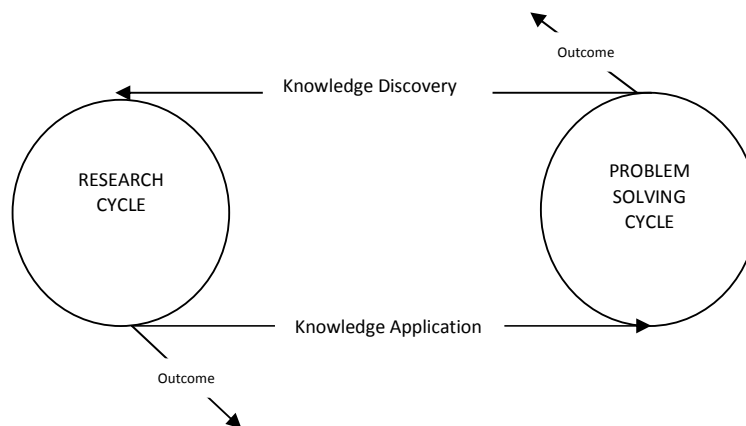 Outcome
Knowledge Discovery
RESEARCH
CYCLE
PROBLEM
SOLVING
CYCLE
Knowledge Application
Outcome